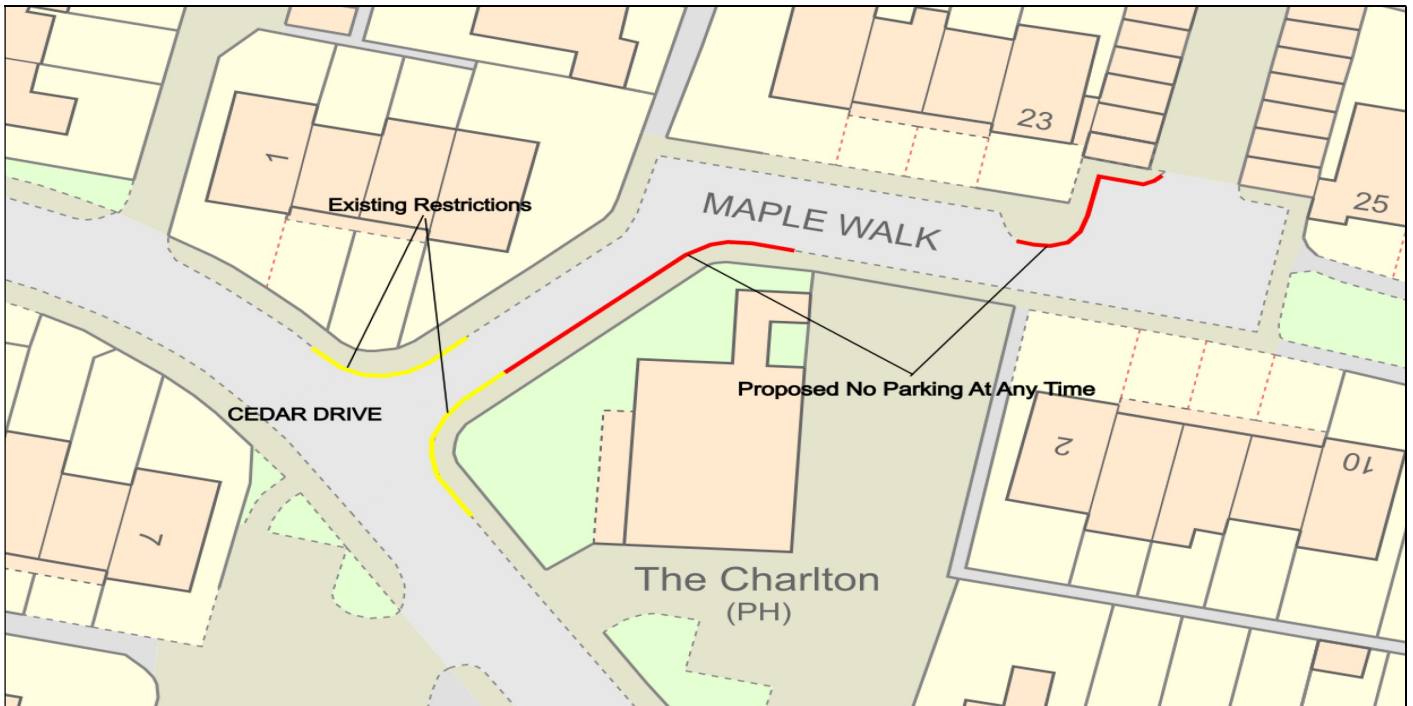 23
25
1
MAPLE WALK
Existing Restrictions
Proposed No Parking At Any Time
CEDAR DRIVE
2
10
7
The Charlton
(PH)